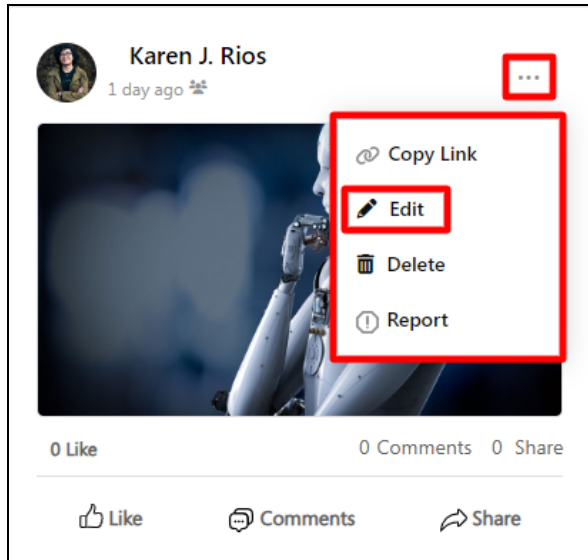 Karen J. Rios
1 day ago
Copy Link
Edit
Delete
Report
0 Like 0 Comments 0 Share
Like Comments Share